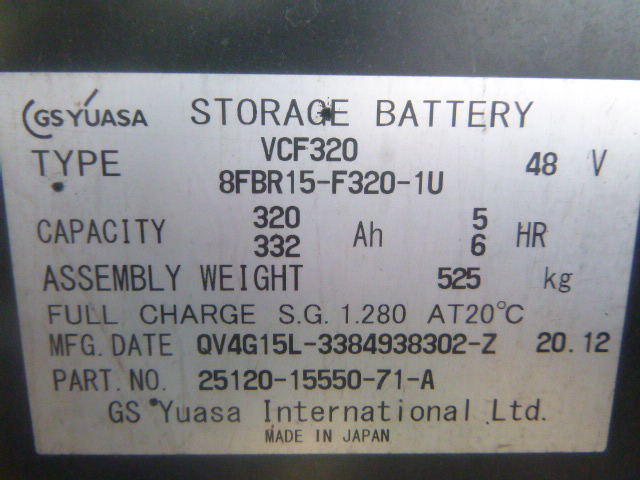 GS YUASA STORAGE BATTERY
TYPE VCF320 48 V
8FBR15-F320-1U
CAPACITY 320 Ah 5 HR
332 6
ASSEMBLY WEIGHT 525 kg
FULL CHARGE S.G. 1.280 AT20°C
MFG. DATE QV4G15L-3384938302-Z 20.12
PART. NO. 25120-15550-71-A
GS Yuasa International Ltd.
MADE IN JAPAN